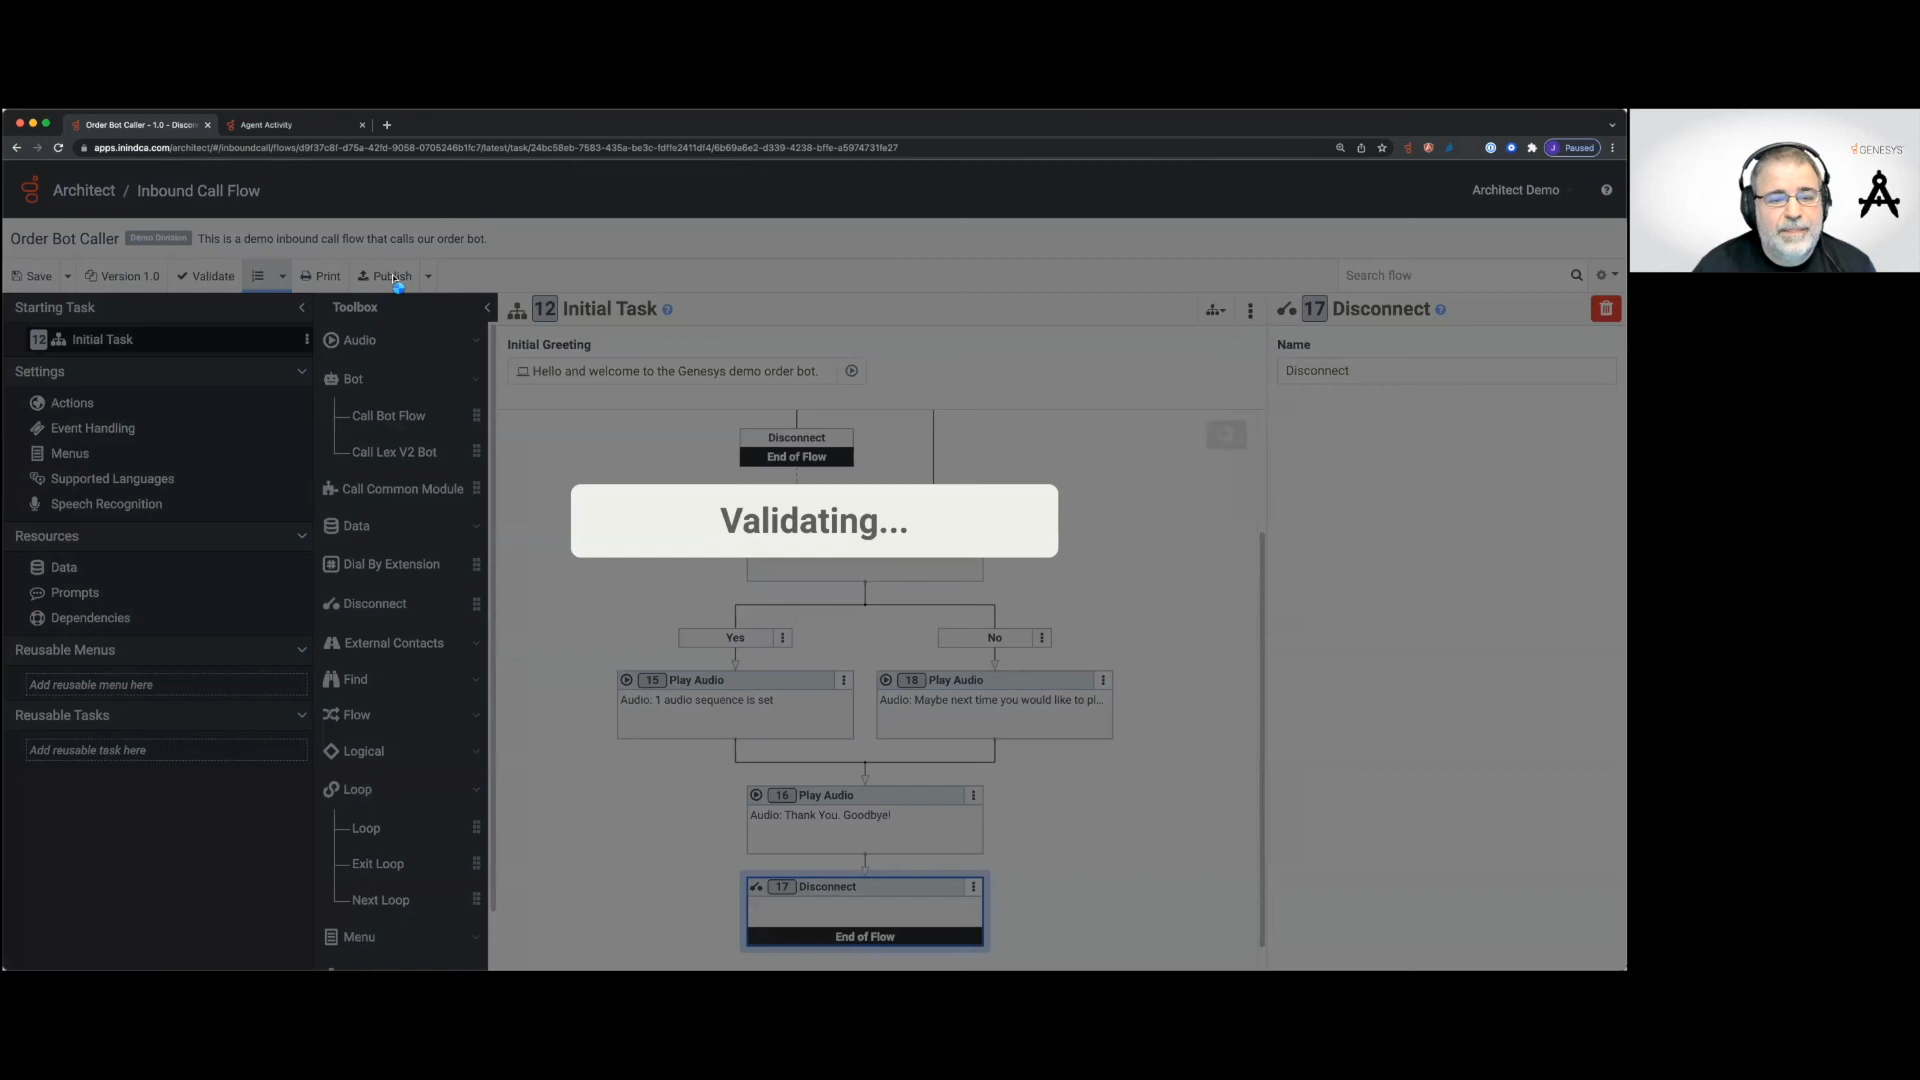 Order Bot Caller - 1.0 - Discon
Agent Activity
apps.inindca.com/architect/#/inboundcall/flows/d9f37c8f-d75a-42fd-9058-0705246b1fc7/latest/task/24bc58eb-7583-435a-be3c-fdffe2411df4/6b69a6e2-d339-4238-bffe-a5974731fe27
J Paused
GENESYS
Architect / Inbound Call Flow
Architect Demo
Order Bot Caller Demo Division This is a demo inbound call flow that calls our order bot.
Save Version 1.0 Validate Print Publish Search flow
Starting Task
12 Initial Task
Settings
Actions
Event Handling
Menus
Supported Languages
Speech Recognition
Resources
Data
Prompts
Dependencies
Reusable Menus
Add reusable menu here
Reusable Tasks
Add reusable task here
Toolbox
Audio
Bot
Call Bot Flow
Call Lex V2 Bot
Call Common Module
Data
Dial By Extension
Disconnect
External Contacts
Find
Flow
Logical
Loop
Loop
Exit Loop
Next Loop
Menu
12 Initial Task
Initial Greeting
Hello and welcome to the Genesys demo order bot.
Disconnect
End of Flow
Validating...
Yes
No
15 Play Audio
Audio: 1 audio sequence is set
18 Play Audio
Audio: Maybe next time you would like to pl...
16 Play Audio
Audio: Thank You. Goodbye!
17 Disconnect
End of Flow
17 Disconnect
Name
Disconnect